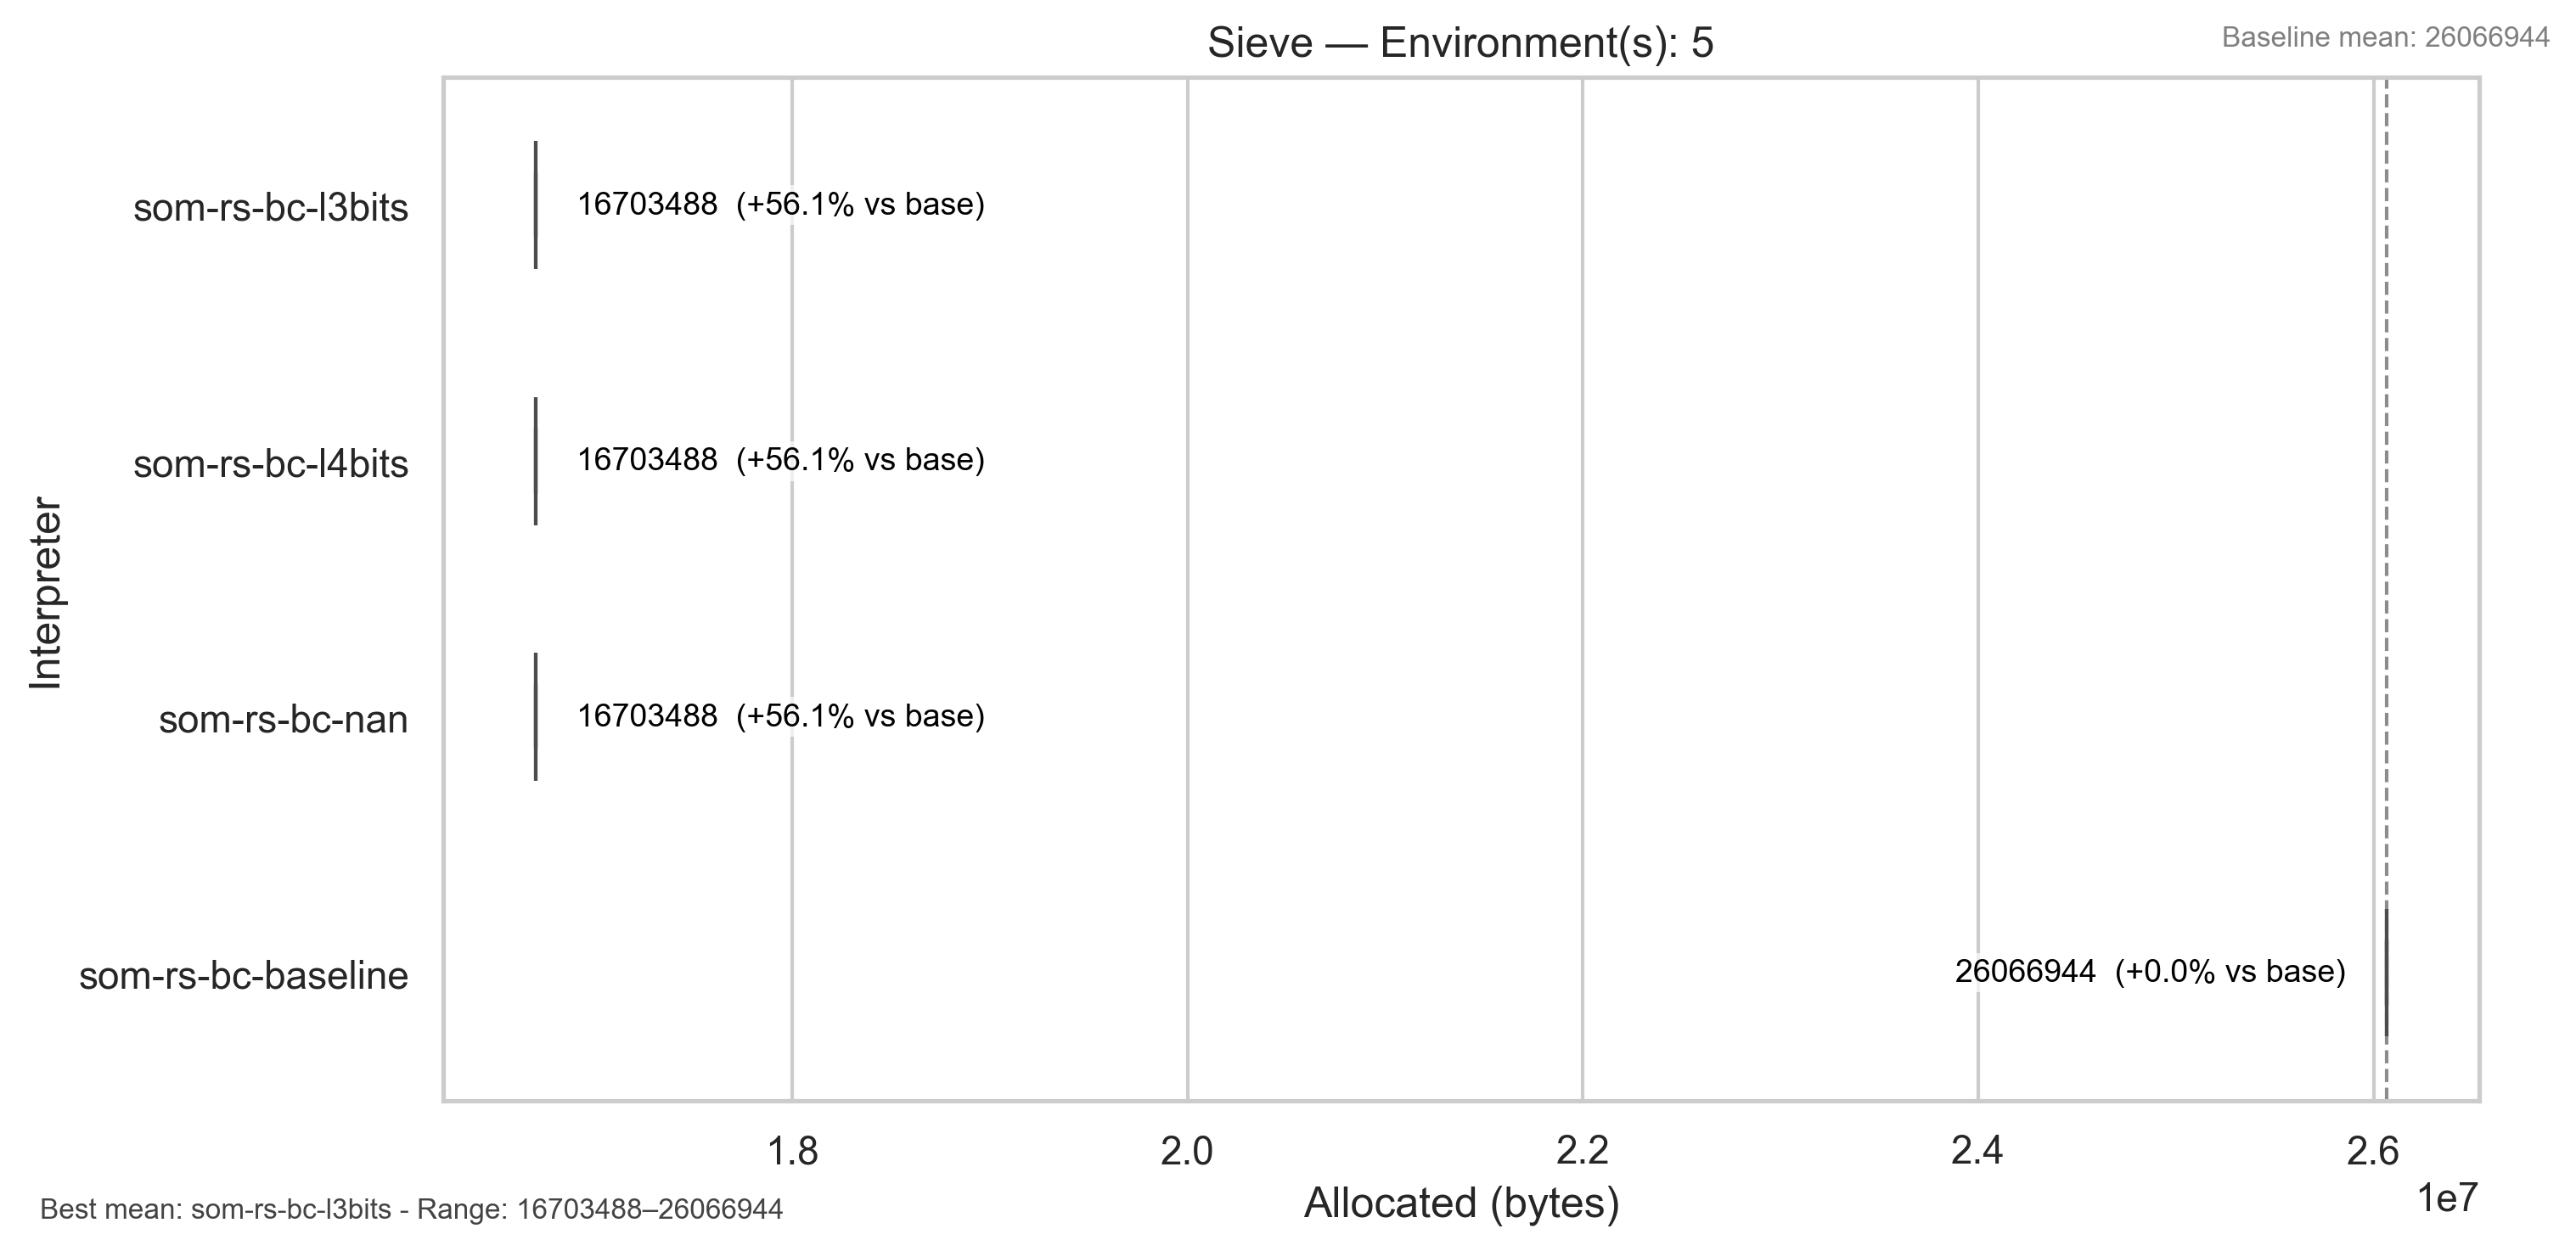 Sieve — Environment(s): 5
Baseline mean: 26066944
Interpreter
som-rs-bc-l3bits
16703488 (+56.1% vs base)
som-rs-bc-l4bits
16703488 (+56.1% vs base)
som-rs-bc-nan
16703488 (+56.1% vs base)
som-rs-bc-baseline
26066944 (+0.0% vs base)
1.8 2.0 2.2 2.4 2.6
1e7
Allocated (bytes)
Best mean: som-rs-bc-l3bits - Range: 16703488–26066944